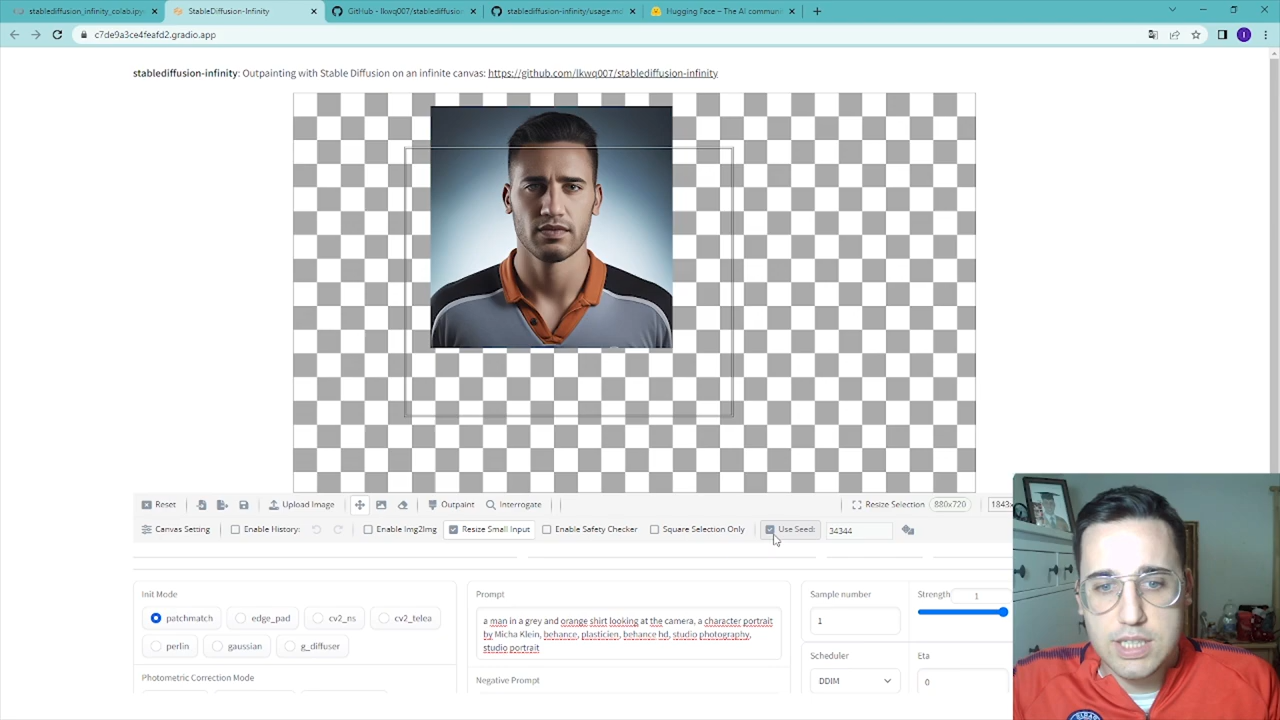 stablediffusion_infinity_colab.ipy
StableDiffusion-Infinity
GitHub - lkwq007/stablediffusion
stablediffusion-infinity/usage.md
Hugging Face – The AI communi
c7de9a3ce4feafd2.gradio.app
stablediffusion-infinity: Outpainting with Stable Diffusion on an infinite canvas: https://github.com/lkwq007/stablediffusion-infinity
Reset Upload Image Outpaint Interrogate Resize Selection 880x720 1843x
Canvas Setting Enable History: Enable Img2Img Resize Small Input Enable Safety Checker Square Selection Only Use Seed: 34344
Init Mode
patchmatch edge_pad cv2_ns cv2_telea
perlin gaussian g_diffuser
Photometric Correction Mode
Prompt
a man in a grey and orange shirt looking at the camera, a character portrait
by Micha Klein, behance, plasticien, behance hd, studio photography,
studio portrait
Negative Prompt
Sample number
1
Strength 1
Scheduler
DDIM
Eta
0